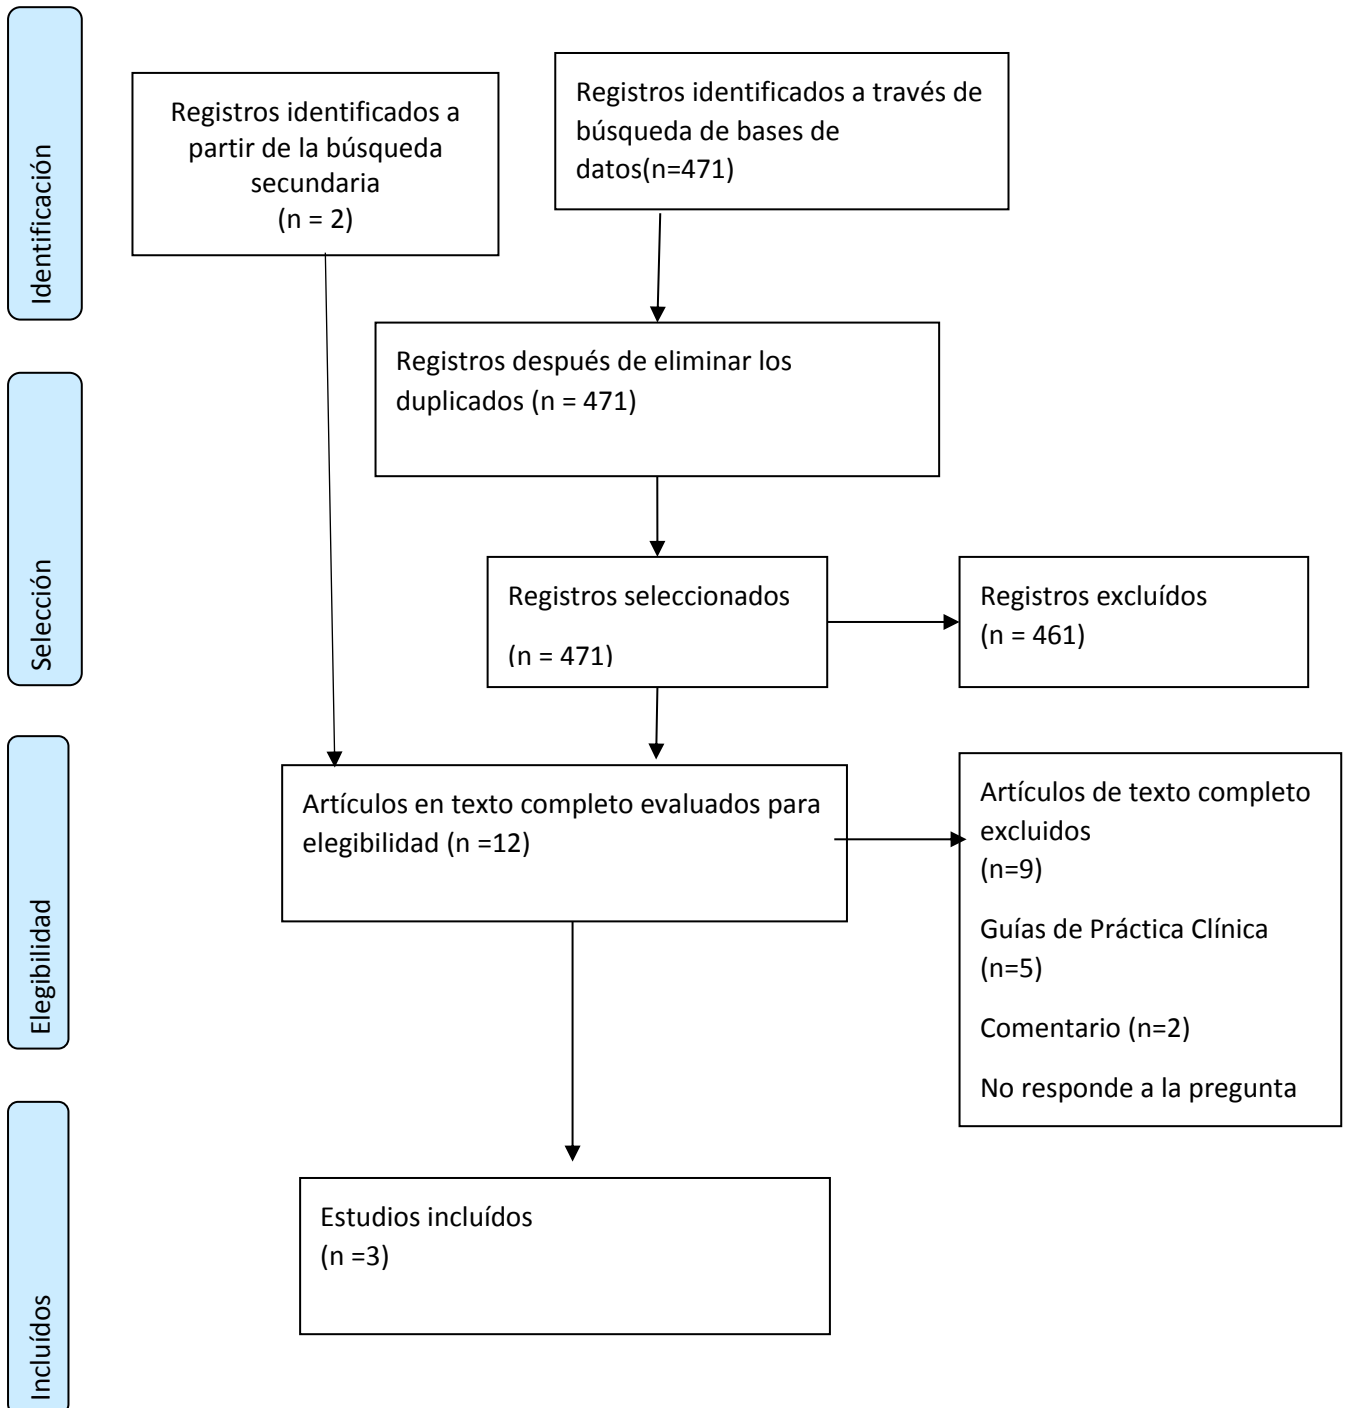 Identificación
Registros identificados a
partir de la búsqueda
secundaria
(n = 2)
Registros identificados a través de
búsqueda de bases de
datos(n=471)
Registros después de eliminar los
duplicados (n = 471)
Selección
Registros seleccionados
(n = 471)
Registros excluídos
(n = 461)
Elegibilidad
Artículos en texto completo evaluados para
elegibilidad (n =12)
Artículos de texto completo
excluidos
(n=9)
Guías de Práctica Clínica
(n=5)
Comentario (n=2)
No responde a la pregunta
Incluídos
Estudios incluídos
(n =3)